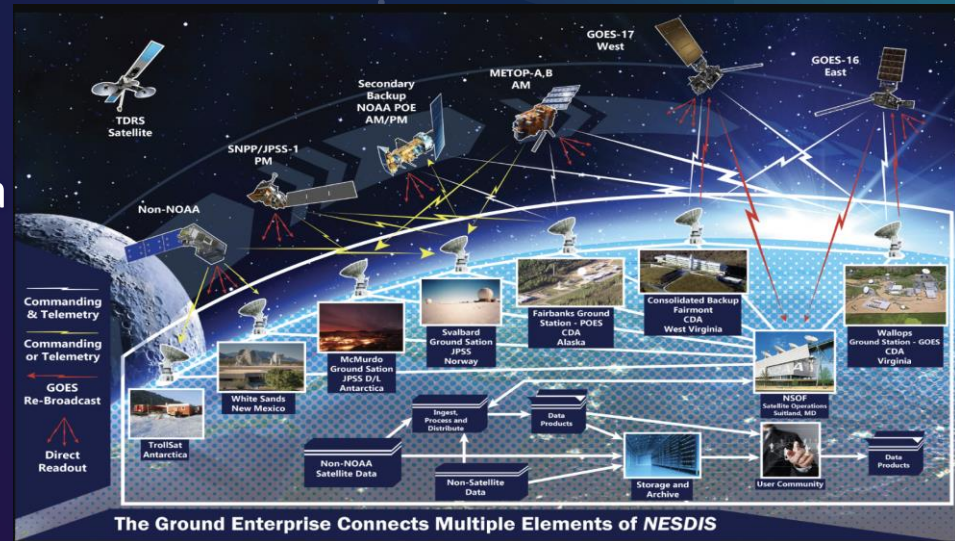 GOES-17
West
GOES-16
East
METOP-A,B
AM
Secondary
Backup
NOAA POE
AM/PM
TDRS
Satellite
SNPP/JPSS-1
PM
Non-NOAA
Commanding
& Telemetry
Commanding
or Telemetry
GOES
Re-Broadcast
Direct
Readout
TrollSat
Antarctica
White Sands
New Mexico
McMurdo
Ground Sation
JPSS D/L
Antarctica
Svalbard
Ground Sation
JPSS
Norway
Fairbanks Ground
Station - POES
CDA
Alaska
Consolidated Backup
Fairmont
CDA
West Virginia
NSOF
Satellite Operations
Suitland, MD
Wallops
Ground Station - GOES
CDA
Virginia
Ingest,
Process and
Distribute
Data
Products
Non-NOAA
Satellite Data
Non-Satellite
Data
Storage and
Archive
User Community
Data
Products
The Ground Enterprise Connects Multiple Elements of NESDIS